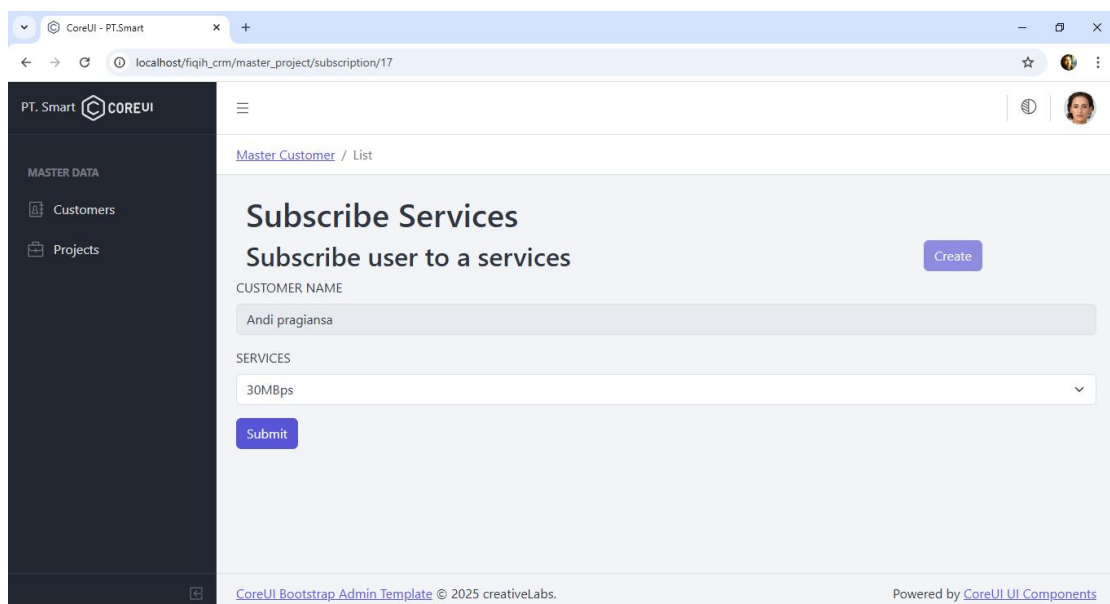 CoreUI - PT.Smart
localhost/fiqih_crm/master_project/subscription/17
PT. Smart COREUI
Master Customer / List
MASTER DATA
Customers
Projects
Subscribe Services
Subscribe user to a services
Create
CUSTOMER NAME
Andi pragiansa
SERVICES
30MBps
Submit
CoreUI Bootstrap Admin Template © 2025 creativeLabs.
Powered by CoreUI UI Components